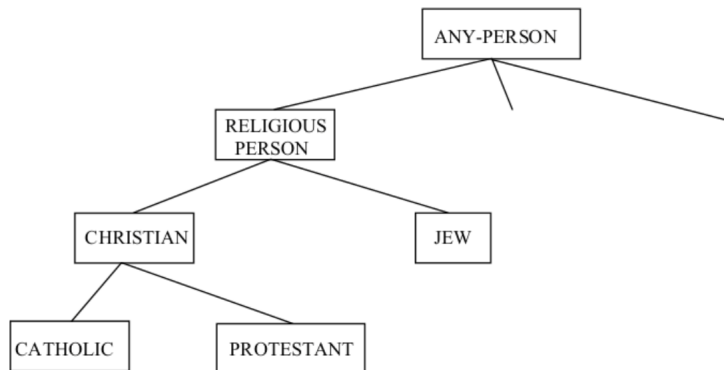 ANY-PERSON
RELIGIOUS
PERSON
CHRISTIAN
JEW
CATHOLIC
PROTESTANT